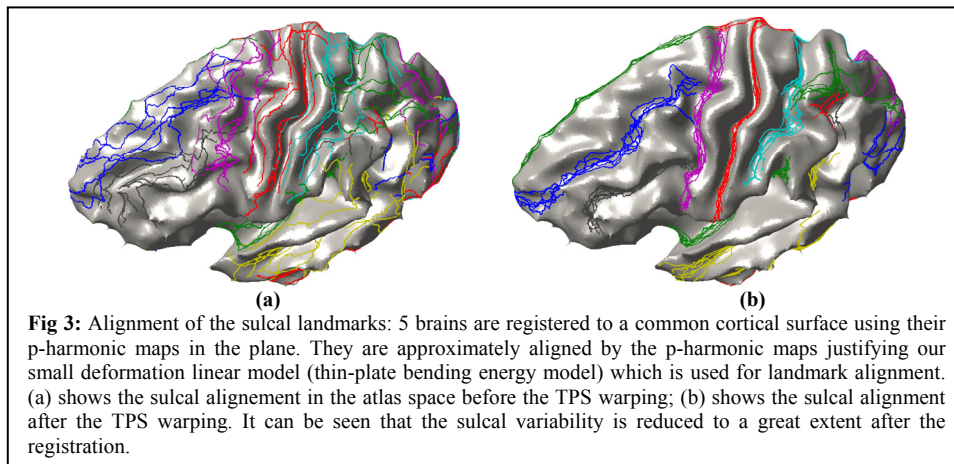 (a) (b)
Fig 3: Alignment of the sulcal landmarks: 5 brains are registered to a common cortical surface using their
p-harmonic maps in the plane. They are approximately aligned by the p-harmonic maps justifying our
small deformation linear model (thin-plate bending energy model) which is used for landmark alignment.
(a) shows the sulcal alignement in the atlas space before the TPS warping; (b) shows the sulcal alignment
after the TPS warping. It can be seen that the sulcal variability is reduced to a great extent after the
registration.